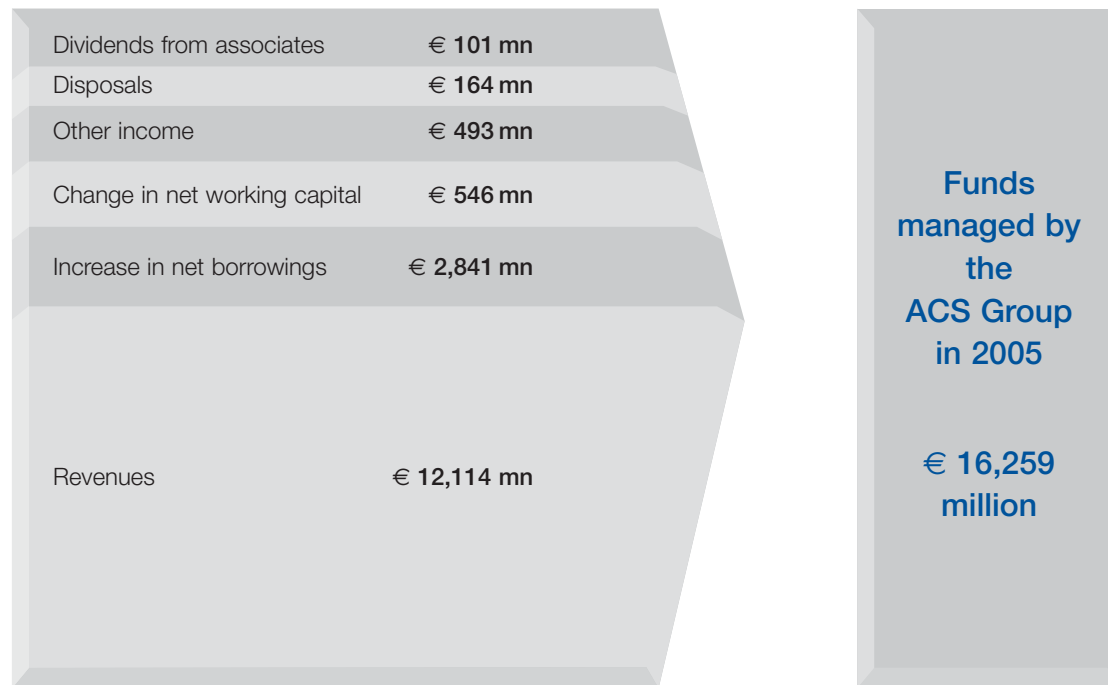 Dividends from associates € 101 mn
Disposals € 164 mn
Other income € 493 mn
Change in net working capital € 546 mn
Increase in net borrowings € 2,841 mn
Revenues € 12,114 mn
Funds
managed by
the
ACS Group
in 2005
€ 16,259
million